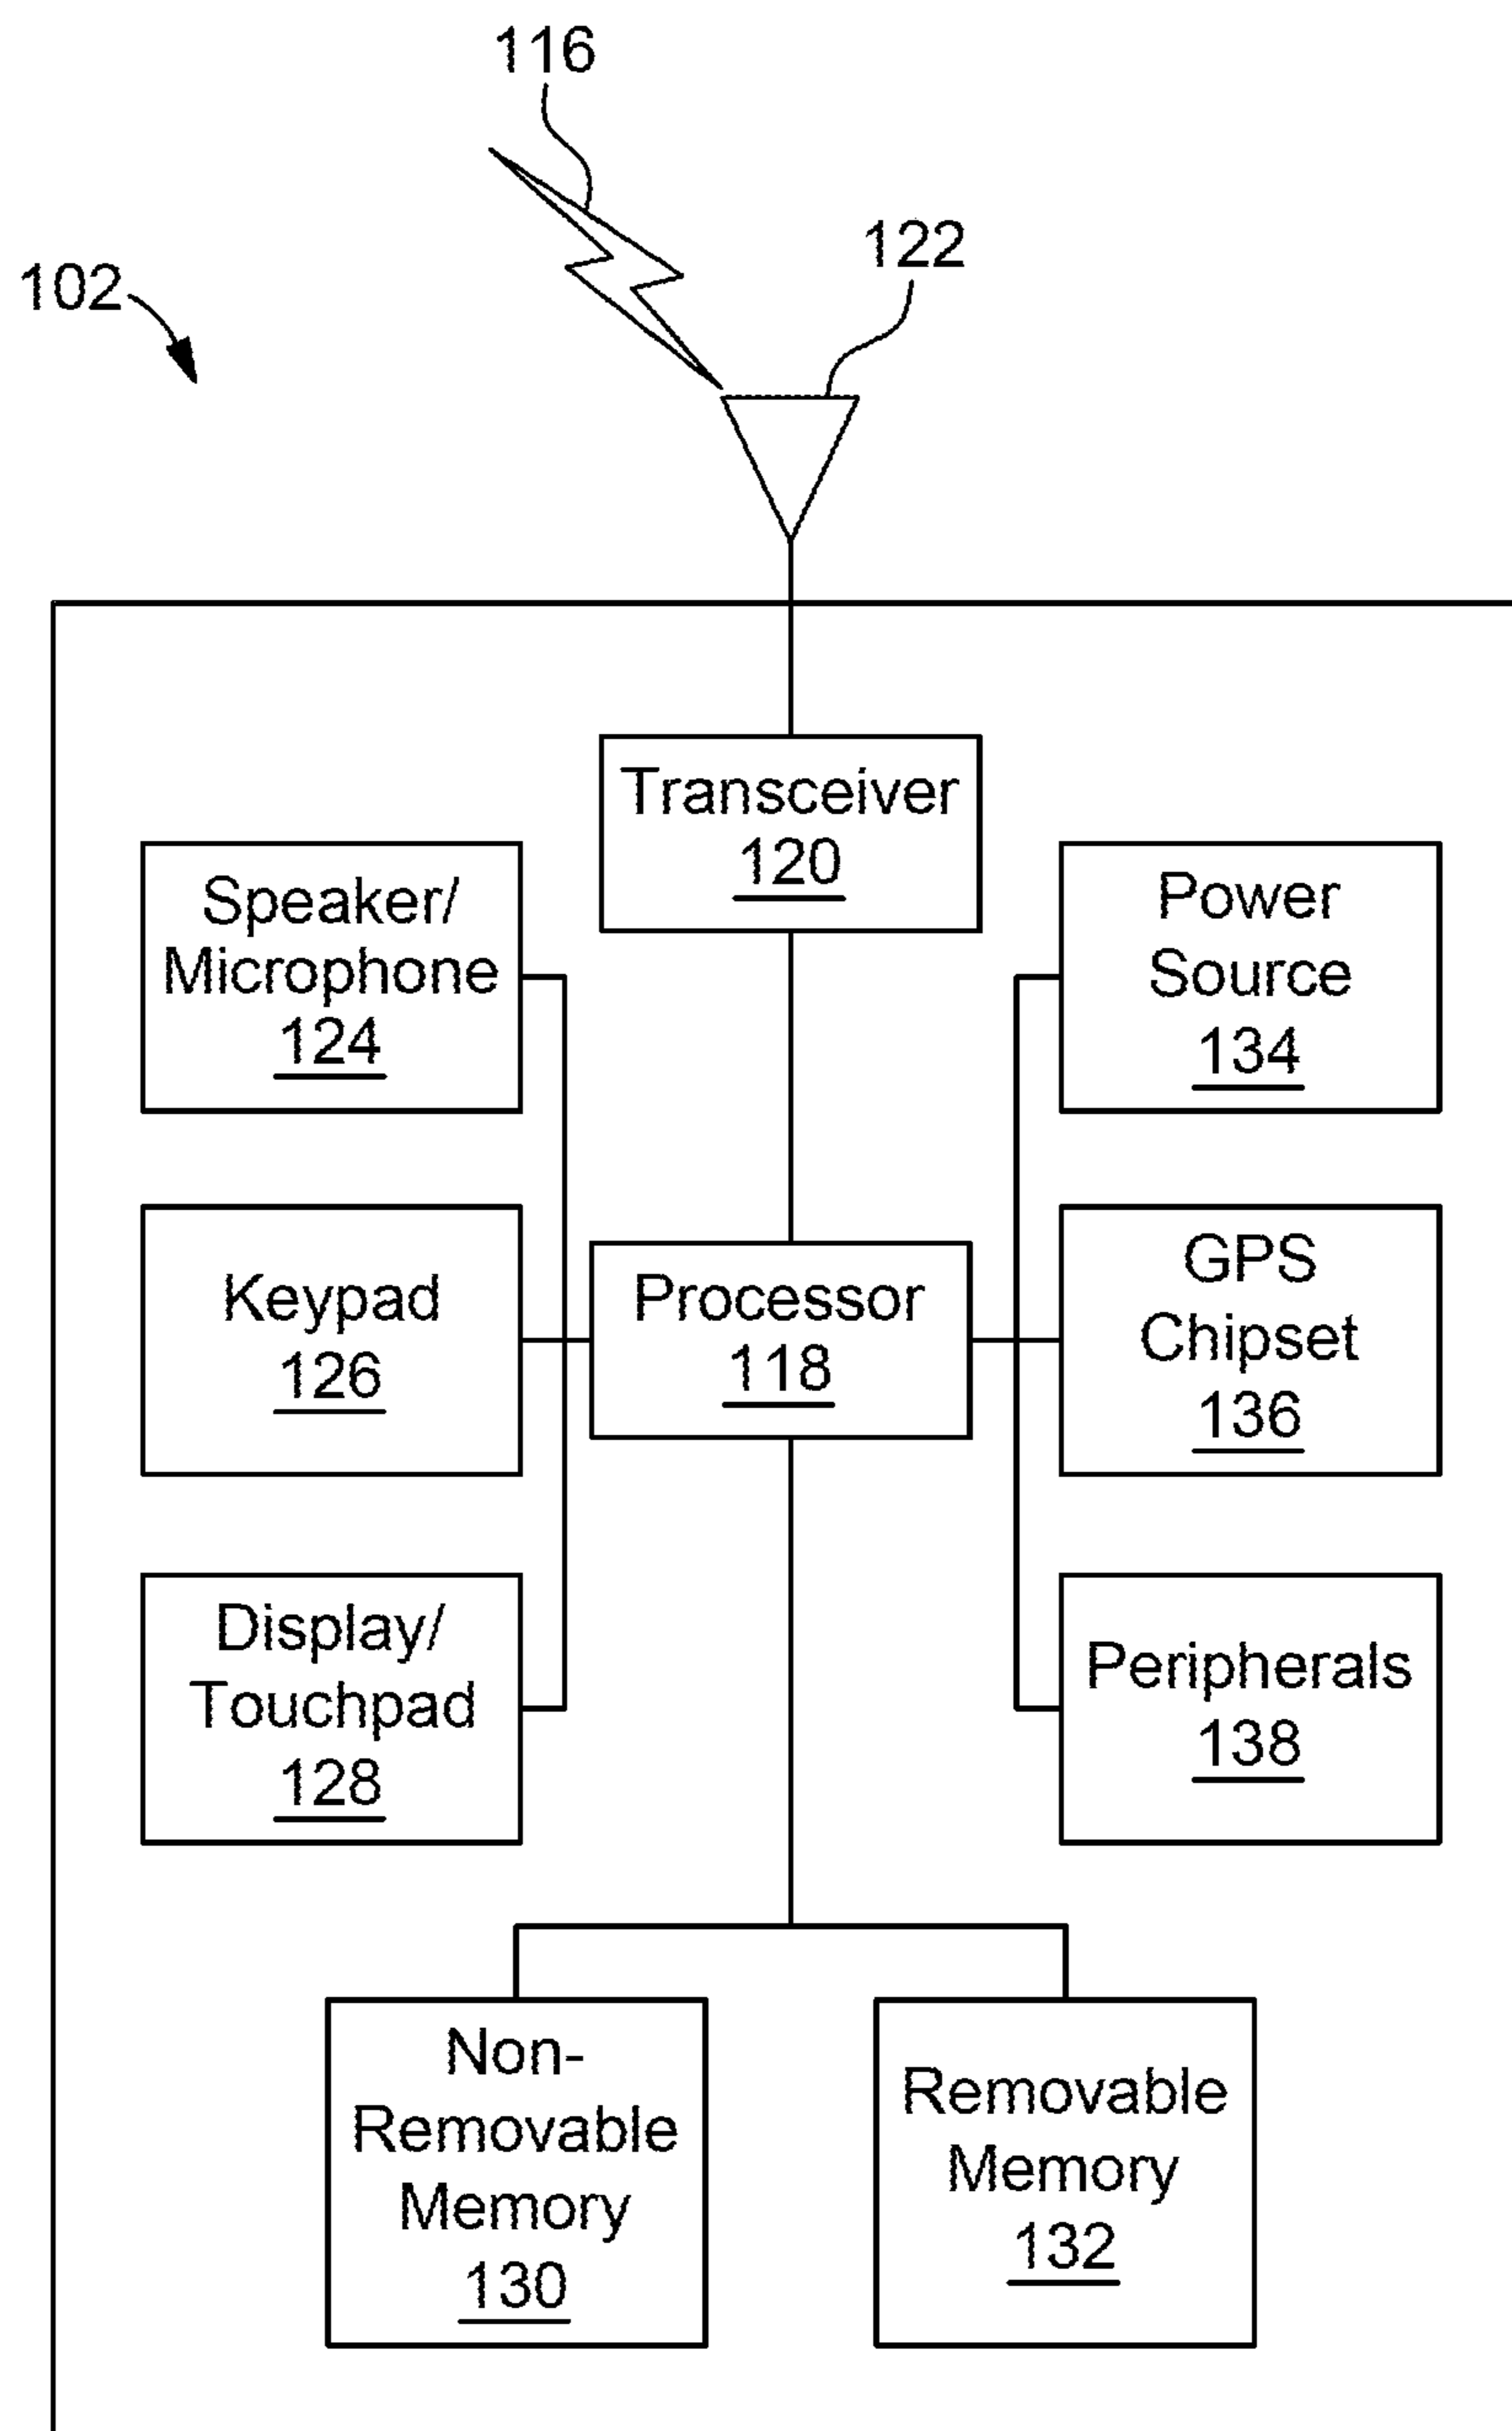 116
122
102
Transceiver
120
Speaker/
Microphone
124
Power
Source
134
Keypad
126
Processor
118
GPS
Chipset
136
Display/
Touchpad
128
Peripherals
138
Non-
Removable
Memory
130
Removable
Memory
132